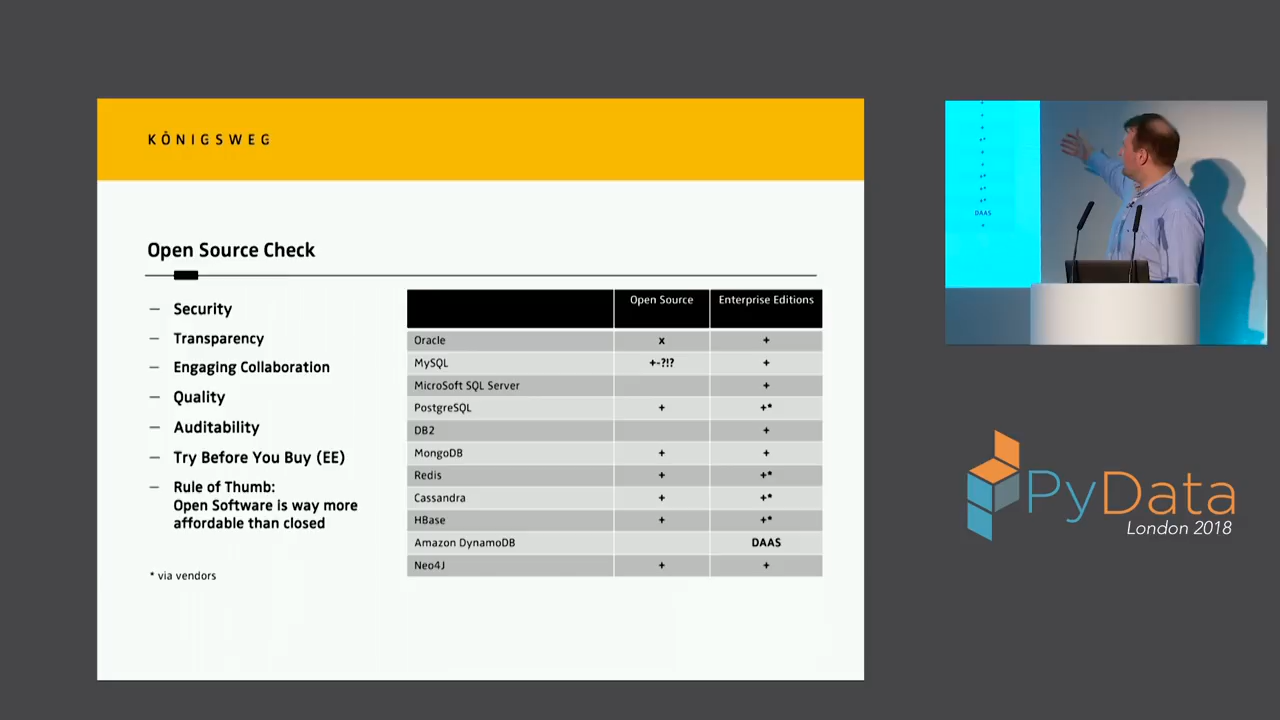 KÖNIGSWEG
Open Source Check
– Security
– Transparency
– Engaging Collaboration
– Quality
– Auditability
– Try Before You Buy (EE)
– Rule of Thumb:
Open Software is way more
affordable than closed
* via vendors
Open Source Enterprise Editions
Oracle x +
MySQL +-?!? +
MicroSoft SQL Server +
PostgreSQL + +*
DB2 +
MongoDB + +
Redis + +*
Cassandra + +*
HBase + +*
Amazon DynamoDB DAAS
Neo4J + +
DAAS
PyData
London 2018